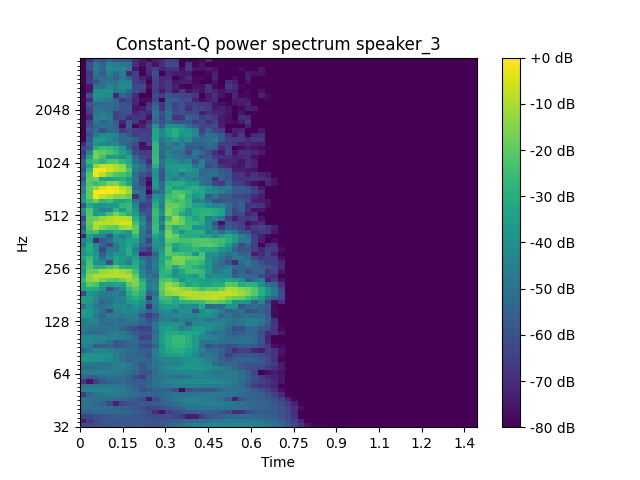 Constant-Q power spectrum speaker_3
Hz
2048
1024
512
256
128
64
32
0 0.15 0.3 0.45 0.6 0.75 0.9 1.1 1.2 1.4
Time
+0 dB
-10 dB
-20 dB
-30 dB
-40 dB
-50 dB
-60 dB
-70 dB
-80 dB